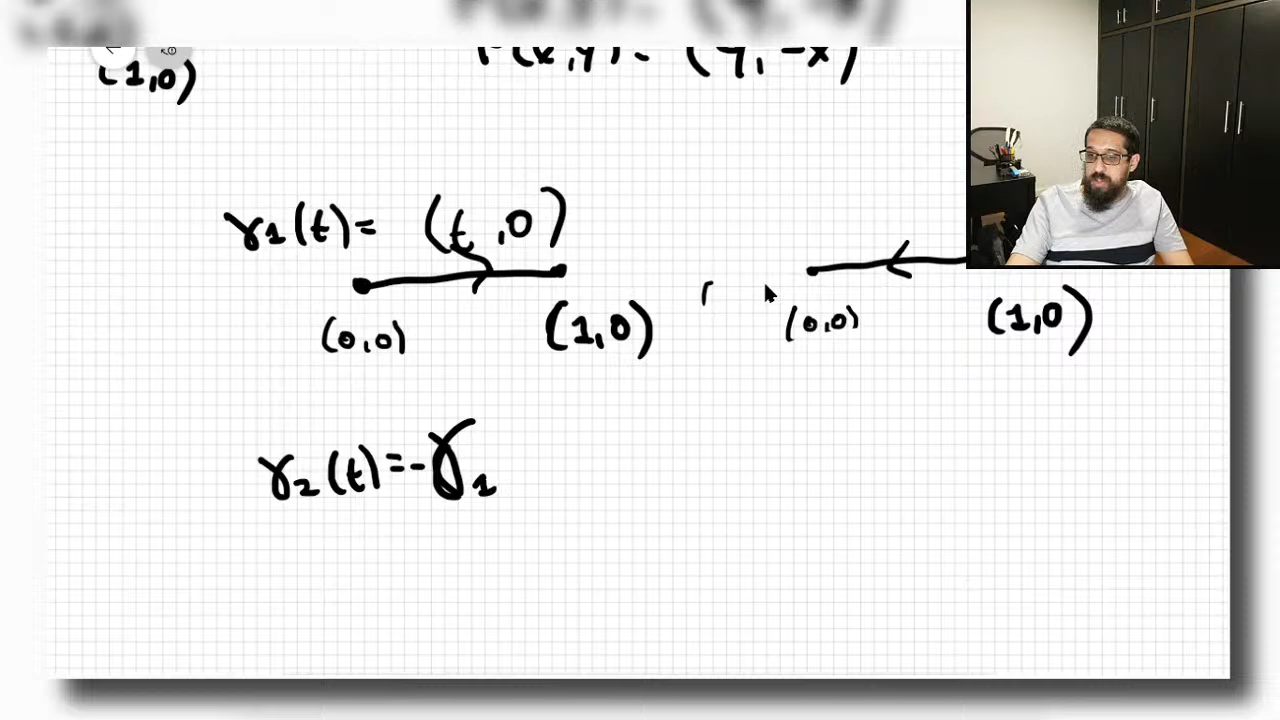 (1,0)
F(x,y) = (y, -x)
γ1(t) = (t,0)
(0,0)
(1,0)
(
(0,0)
(1,0)
γ2(t) = -γ1